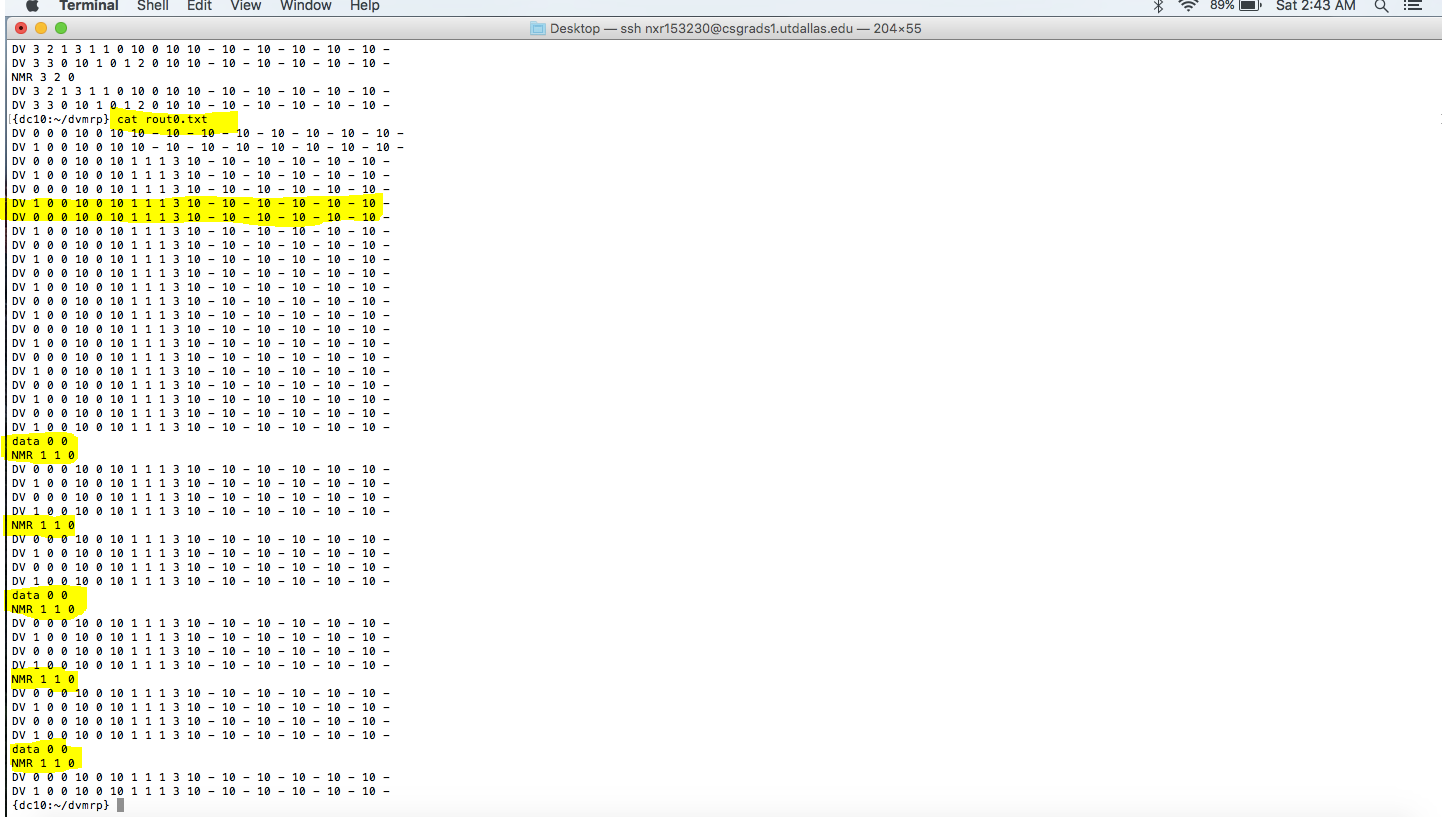 Terminal Shell Edit View Window Help 89% Sat 2:43 AM
Desktop — ssh nxr153230@csgrads1.utdallas.edu — 204×55
DV 3 2 1 3 1 1 0 10 0 10 10 - 10 - 10 - 10 - 10 - 10 -
DV 3 3 0 10 1 0 1 2 0 10 10 - 10 - 10 - 10 - 10 - 10 -
NMR 3 2 0
DV 3 2 1 3 1 1 0 10 0 10 10 - 10 - 10 - 10 - 10 - 10 -
DV 3 3 0 10 1 0 1 2 0 10 10 - 10 - 10 - 10 - 10 - 10 -
[{dc10:~/dvmrp} cat rout0.txt
DV 0 0 0 10 0 10 10 - 10 - 10 - 10 - 10 - 10 - 10 - 10 -
DV 1 0 0 10 0 10 10 - 10 - 10 - 10 - 10 - 10 - 10 - 10 -
DV 0 0 0 10 0 10 1 1 1 3 10 - 10 - 10 - 10 - 10 - 10 -
DV 1 0 0 10 0 10 1 1 1 3 10 - 10 - 10 - 10 - 10 - 10 -
DV 0 0 0 10 0 10 1 1 1 3 10 - 10 - 10 - 10 - 10 - 10 -
DV 1 0 0 10 0 10 1 1 1 3 10 - 10 - 10 - 10 - 10 - 10 -
DV 0 0 0 10 0 10 1 1 1 3 10 - 10 - 10 - 10 - 10 - 10 -
DV 1 0 0 10 0 10 1 1 1 3 10 - 10 - 10 - 10 - 10 - 10 -
DV 0 0 0 10 0 10 1 1 1 3 10 - 10 - 10 - 10 - 10 - 10 -
DV 1 0 0 10 0 10 1 1 1 3 10 - 10 - 10 - 10 - 10 - 10 -
DV 0 0 0 10 0 10 1 1 1 3 10 - 10 - 10 - 10 - 10 - 10 -
DV 1 0 0 10 0 10 1 1 1 3 10 - 10 - 10 - 10 - 10 - 10 -
DV 0 0 0 10 0 10 1 1 1 3 10 - 10 - 10 - 10 - 10 - 10 -
DV 1 0 0 10 0 10 1 1 1 3 10 - 10 - 10 - 10 - 10 - 10 -
DV 0 0 0 10 0 10 1 1 1 3 10 - 10 - 10 - 10 - 10 - 10 -
DV 1 0 0 10 0 10 1 1 1 3 10 - 10 - 10 - 10 - 10 - 10 -
DV 0 0 0 10 0 10 1 1 1 3 10 - 10 - 10 - 10 - 10 - 10 -
DV 1 0 0 10 0 10 1 1 1 3 10 - 10 - 10 - 10 - 10 - 10 -
DV 0 0 0 10 0 10 1 1 1 3 10 - 10 - 10 - 10 - 10 - 10 -
DV 1 0 0 10 0 10 1 1 1 3 10 - 10 - 10 - 10 - 10 - 10 -
DV 0 0 0 10 0 10 1 1 1 3 10 - 10 - 10 - 10 - 10 - 10 -
DV 1 0 0 10 0 10 1 1 1 3 10 - 10 - 10 - 10 - 10 - 10 -
data 0 0
NMR 1 1 0
DV 0 0 0 10 0 10 1 1 1 3 10 - 10 - 10 - 10 - 10 - 10 -
DV 1 0 0 10 0 10 1 1 1 3 10 - 10 - 10 - 10 - 10 - 10 -
DV 0 0 0 10 0 10 1 1 1 3 10 - 10 - 10 - 10 - 10 - 10 -
DV 1 0 0 10 0 10 1 1 1 3 10 - 10 - 10 - 10 - 10 - 10 -
NMR 1 1 0
DV 0 0 0 10 0 10 1 1 1 3 10 - 10 - 10 - 10 - 10 - 10 -
DV 1 0 0 10 0 10 1 1 1 3 10 - 10 - 10 - 10 - 10 - 10 -
DV 0 0 0 10 0 10 1 1 1 3 10 - 10 - 10 - 10 - 10 - 10 -
DV 1 0 0 10 0 10 1 1 1 3 10 - 10 - 10 - 10 - 10 - 10 -
data 0 0
NMR 1 1 0
DV 0 0 0 10 0 10 1 1 1 3 10 - 10 - 10 - 10 - 10 - 10 -
DV 1 0 0 10 0 10 1 1 1 3 10 - 10 - 10 - 10 - 10 - 10 -
DV 0 0 0 10 0 10 1 1 1 3 10 - 10 - 10 - 10 - 10 - 10 -
DV 1 0 0 10 0 10 1 1 1 3 10 - 10 - 10 - 10 - 10 - 10 -
NMR 1 1 0
DV 0 0 0 10 0 10 1 1 1 3 10 - 10 - 10 - 10 - 10 - 10 -
DV 1 0 0 10 0 10 1 1 1 3 10 - 10 - 10 - 10 - 10 - 10 -
DV 0 0 0 10 0 10 1 1 1 3 10 - 10 - 10 - 10 - 10 - 10 -
DV 1 0 0 10 0 10 1 1 1 3 10 - 10 - 10 - 10 - 10 - 10 -
data 0 0
NMR 1 1 0
DV 0 0 0 10 0 10 1 1 1 3 10 - 10 - 10 - 10 - 10 - 10 -
DV 1 0 0 10 0 10 1 1 1 3 10 - 10 - 10 - 10 - 10 - 10 -
{dc10:~/dvmrp}